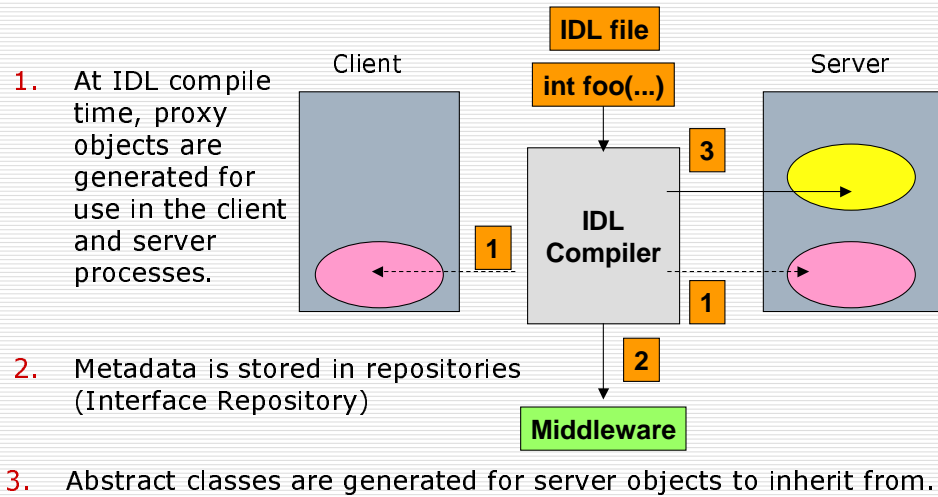 IDL file
Client
Server
int foo(...)
1. At IDL compile
time, proxy
objects are
generated for
use in the client
and server
processes.
3
IDL
Compiler
1
1
2
2. Metadata is stored in repositories
(Interface Repository)
Middleware
3. Abstract classes are generated for server objects to inherit from.